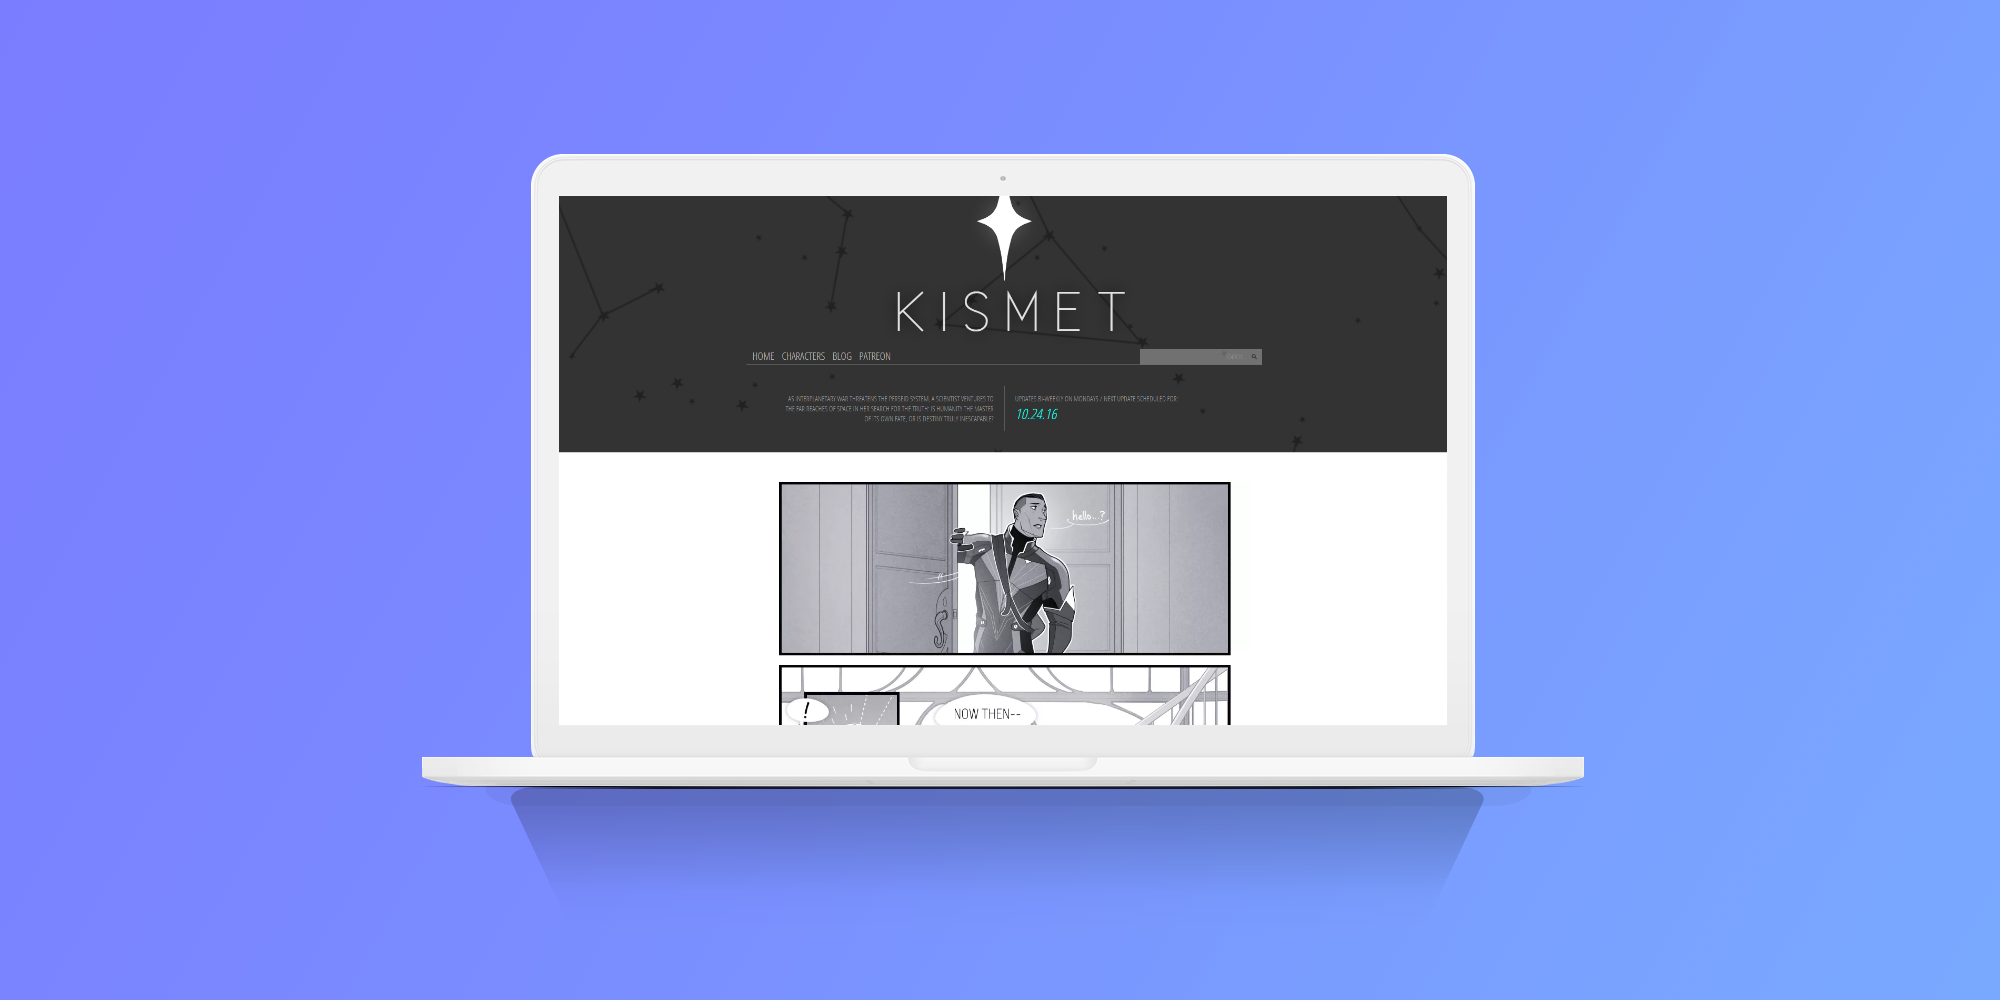 KISMET
HOME CHARACTERS BLOG PATREON
AS INTERPLANETARY WAR THREATENS THE PERSEID SYSTEM, A SCIENTIST VENTURES TO
THE FAR REACHES OF SPACE IN HER SEARCH FOR THE TRUTH: IS HUMANITY THE MASTER
OF ITS OWN FATE, OR IS DESTINY TRULY INESCAPABLE?
UPDATES BI-WEEKLY ON MONDAYS / NEXT UPDATE SCHEDULED FOR:
10.24.16
hello...?
!
NOW THEN--